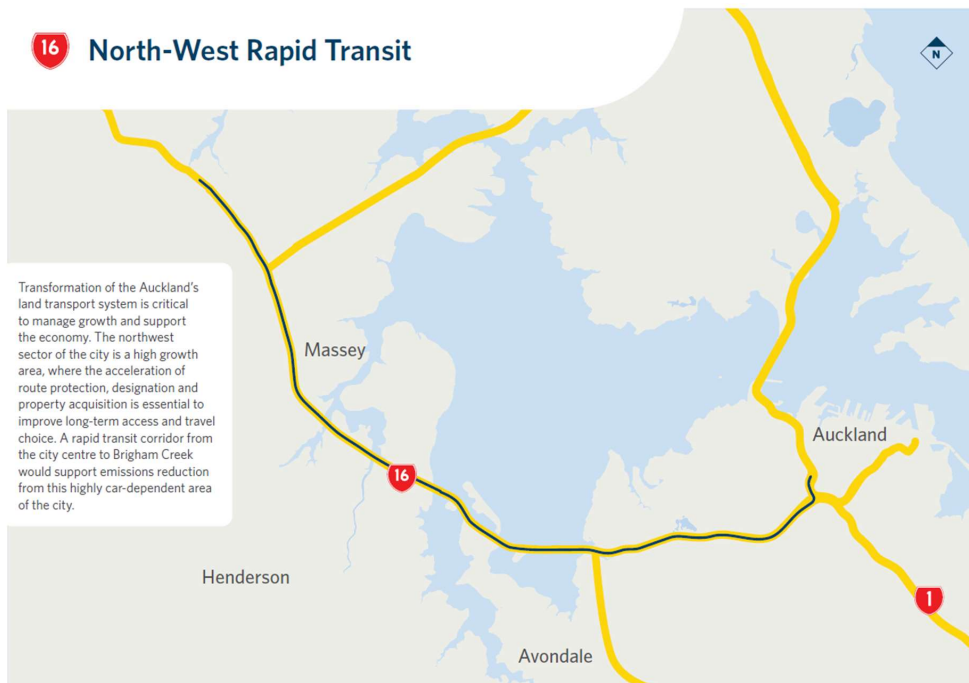 16
North-West Rapid Transit
N
Transformation of the Auckland's
land transport system is critical
to manage growth and support
the economy. The northwest
sector of the city is a high growth
area, where the acceleration of
route protection, designation and
property acquisition is essential to
improve long-term access and travel
choice. A rapid transit corridor from
the city centre to Brigham Creek
would support emissions reduction
from this highly car-dependent area
of the city.
Massey
Auckland
16
Henderson
1
Avondale